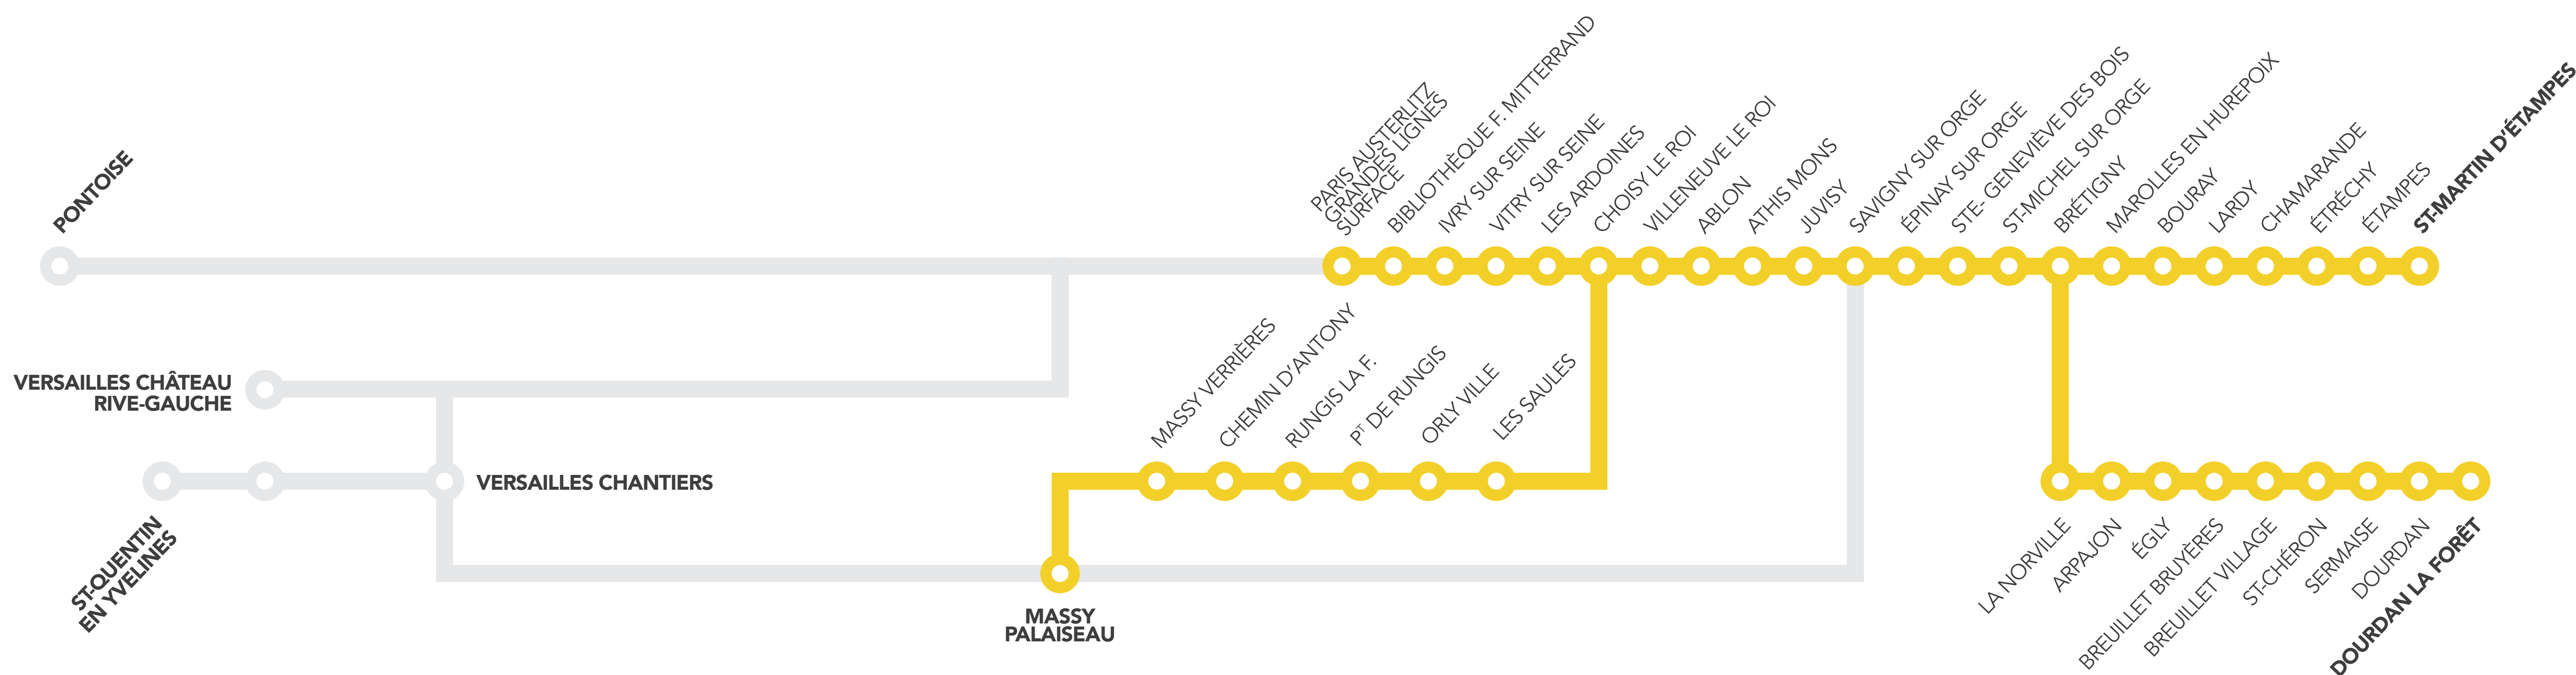 PONTOISE
PARIS AUSTERLITZ
GRANDES LIGNES
SURFACE
BIBLIOTHÈQUE F. MITTERRAND
IVRY SUR SEINE
VITRY SUR SEINE
LES ARDOINES
CHOISY LE ROI
VILLENEUVE LE ROI
ABLON
ATHIS MONS
JUVISY
SAVIGNY SUR ORGE
ÉPINAY SUR ORGE
STE- GENEVIÈVE DES BOIS
ST-MICHEL SUR ORGE
BRÉTIGNY
MAROLLES EN HUREPOIX
BOURAY
LARDY
CHAMARANDE
ÉTRÉCHY
ÉTAMPES
ST-MARTIN D'ÉTAMPES
VERSAILLES CHÂTEAU
RIVE-GAUCHE
MASSY VERRIÈRES
CHEMIN D'ANTONY
RUNGIS LA F.
Pᵀ DE RUNGIS
ORLY VILLE
LES SAULES
VERSAILLES CHANTIERS
ST-QUENTIN
EN YVELINES
MASSY
PALAISEAU
LA NORVILLE
ARPAJON
ÉGLY
BREUILLET BRUYÈRES
BREUILLET VILLAGE
ST-CHÉRON
SERMAISE
DOURDAN
DOURDAN LA FORÊT